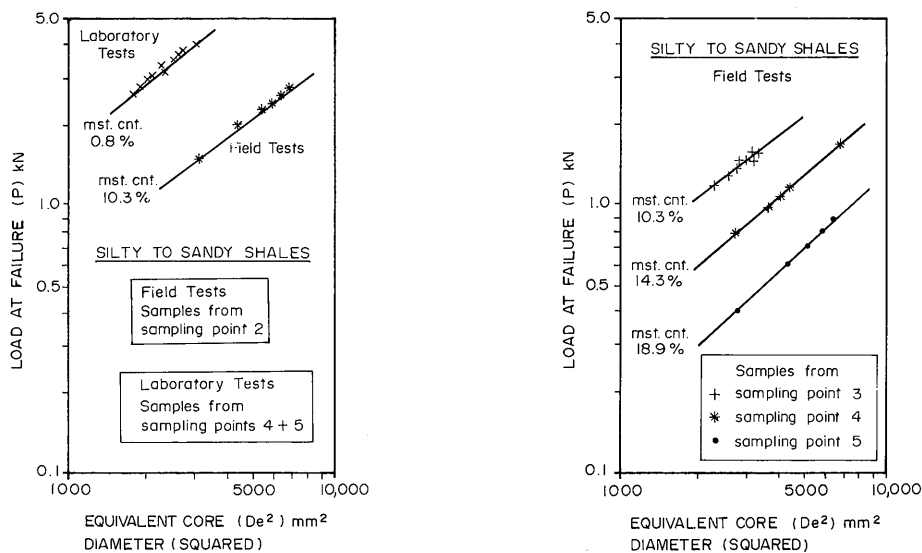 5.0
Laboratory
Tests
mst. cnt.
0.8 %
Field Tests
mst. cnt.
10.3 %
1.0
SILTY TO SANDY SHALES
0.5
Field Tests
Samples from
sampling point 2
Laboratory Tests
Samples from
sampling points 4 + 5
0.1
1000
5000
10,000
LOAD AT FAILURE (P) kN
EQUIVALENT CORE (De²) mm²
DIAMETER (SQUARED)
5.0
SILTY TO SANDY SHALES
Field Tests
1.0
mst. cnt.
10.3 %
mst. cnt.
14.3 %
0.5
mst. cnt.
18.9 %
Samples from
+ sampling point 3
* sampling point 4
• sampling point 5
0.1
1000
5000
10,000
LOAD AT FAILURE (P) kN
EQUIVALENT CORE (De²) mm²
DIAMETER (SQUARED)